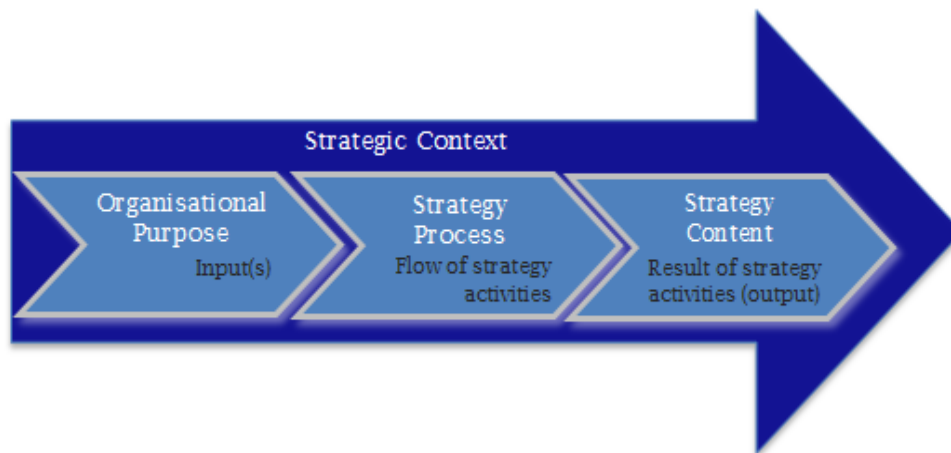 Strategic Context
Organisational
Purpose
Input(s)
Strategy
Process
Flow of strategy
activities
Strategy
Content
Result of strategy
activities (output)